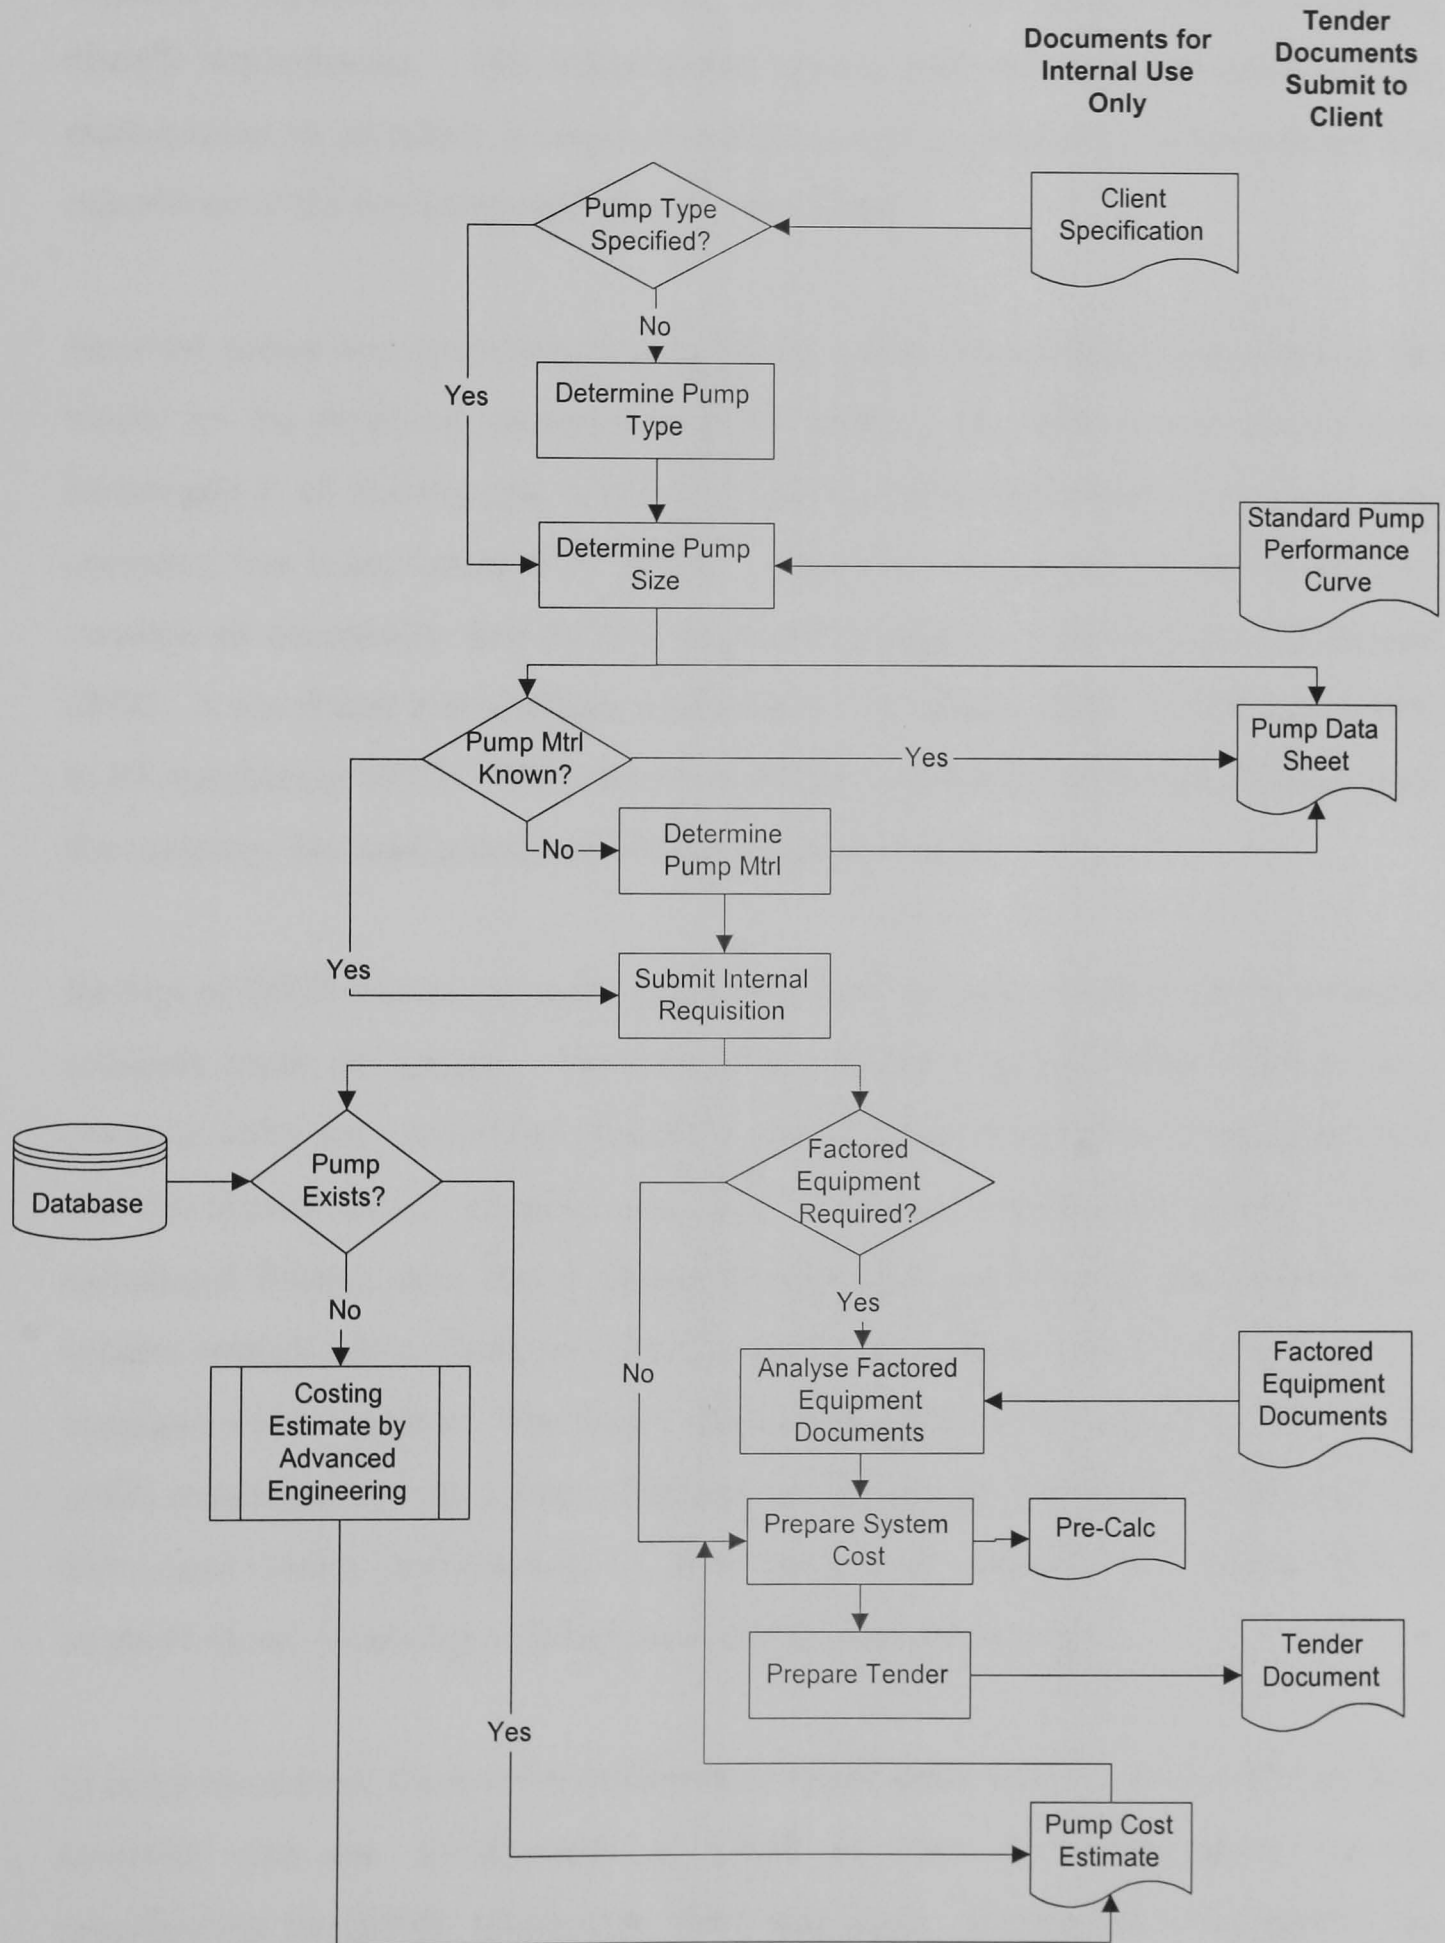 Documents for
Internal Use
Only
Tender
Documents
Submit to
Client
Pump Type
Specified?
Client
Specification
No
Yes
Determine Pump
Type
Determine Pump
Size
Standard Pump
Performance
Curve
Pump Mtrl
Known?
Yes
Pump Data
Sheet
No
Determine
Pump Mtrl
Yes
Submit Internal
Requisition
Database
Pump
Exists?
Factored
Equipment
Required?
No
Yes
No
Costing
Estimate by
Advanced
Engineering
Analyse Factored
Equipment
Documents
Factored
Equipment
Documents
Prepare System
Cost
Pre-Calc
Prepare Tender
Tender
Document
Yes
Pump Cost
Estimate